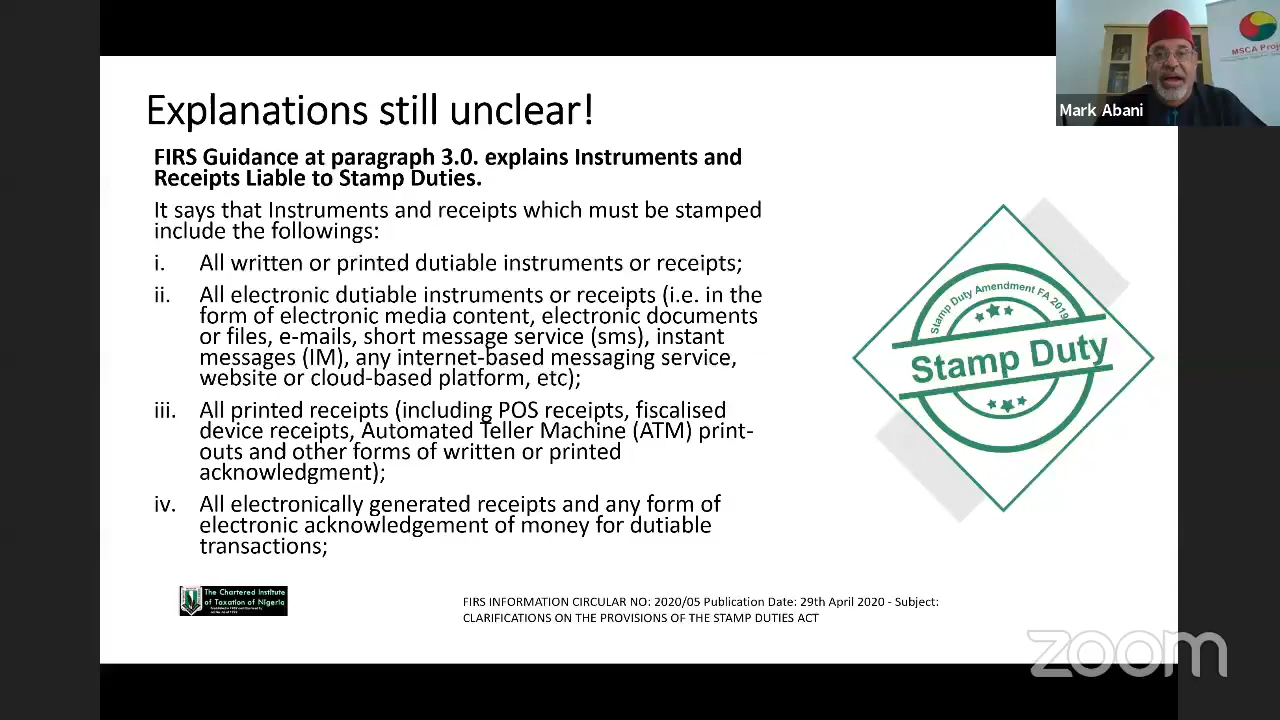 MSCA Proj
Mark Abani
Explanations still unclear!
FIRS Guidance at paragraph 3.0. explains Instruments and
Receipts Liable to Stamp Duties.
It says that Instruments and receipts which must be stamped
include the followings:
i. All written or printed dutiable instruments or receipts;
ii. All electronic dutiable instruments or receipts (i.e. in the
form of electronic media content, electronic documents
or files, e-mails, short message service (sms), instant
messages (IM), any internet-based messaging service,
website or cloud-based platform, etc);
iii. All printed receipts (including POS receipts, fiscalised
device receipts, Automated Teller Machine (ATM) print-
outs and other forms of written or printed
acknowledgment);
iv. All electronically generated receipts and any form of
electronic acknowledgement of money for dutiable
transactions;
Stamp Duty Amendment FA 2019
Stamp Duty
The Chartered Institute
of Taxation of Nigeria
FIRS INFORMATION CIRCULAR NO: 2020/05 Publication Date: 29th April 2020 - Subject:
CLARIFICATIONS ON THE PROVISIONS OF THE STAMP DUTIES ACT
zoom